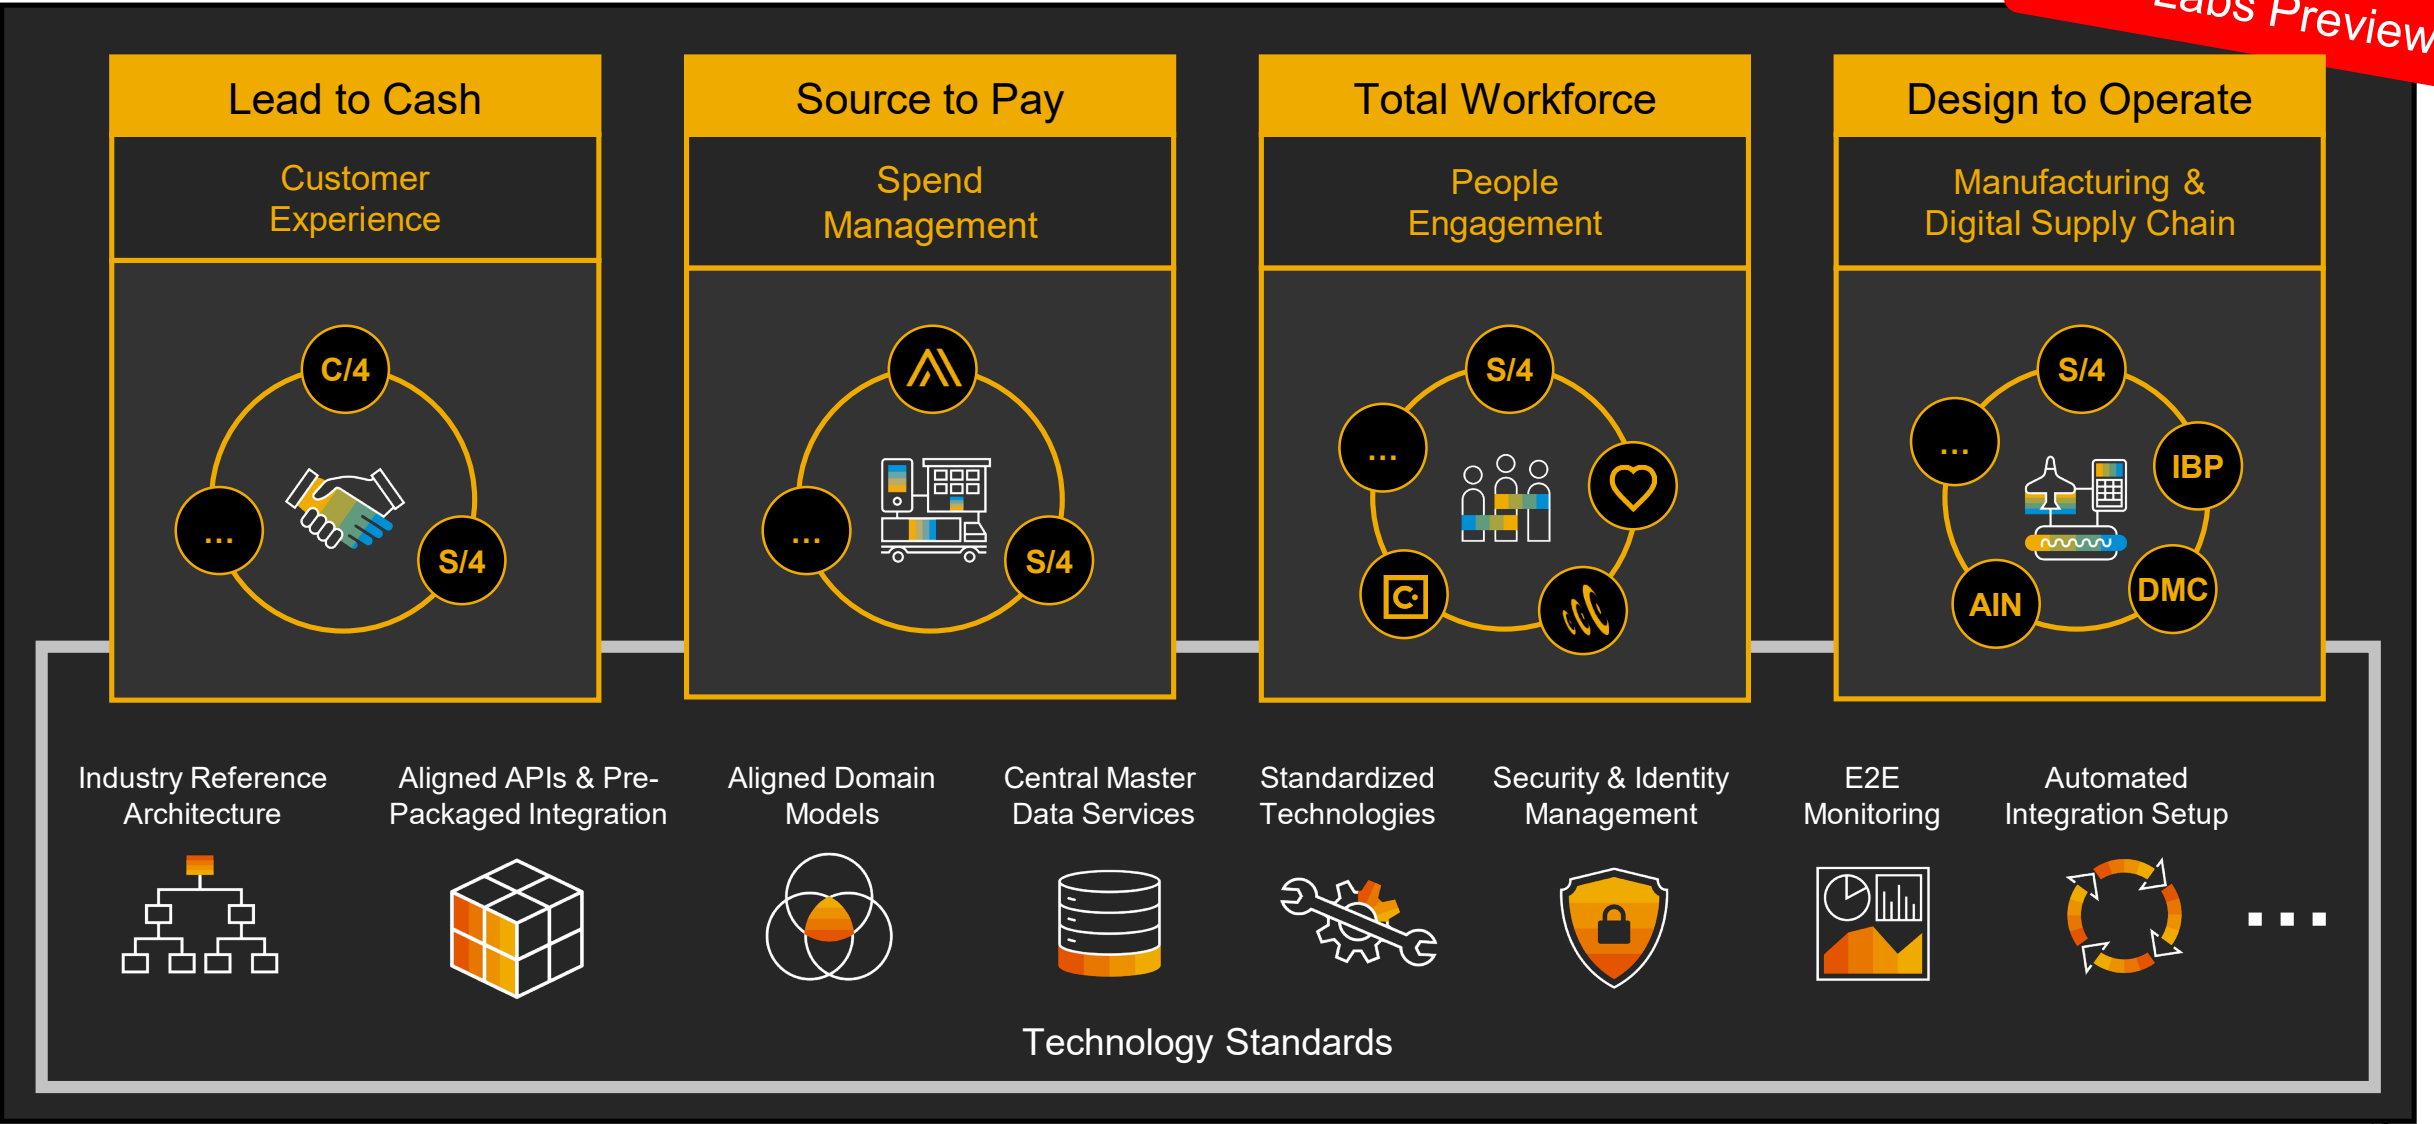 Labs Preview
Lead to Cash
Customer
Experience
C/4
...
S/4
Source to Pay
Spend
Management
...
S/4
Total Workforce
People
Engagement
S/4
...
C.
Design to Operate
Manufacturing &
Digital Supply Chain
S/4
...
IBP
AIN
DMC
Industry Reference
Architecture
Aligned APIs & Pre-
Packaged Integration
Aligned Domain
Models
Central Master
Data Services
Standardized
Technologies
Security & Identity
Management
E2E
Monitoring
Automated
Integration Setup
...
Technology Standards